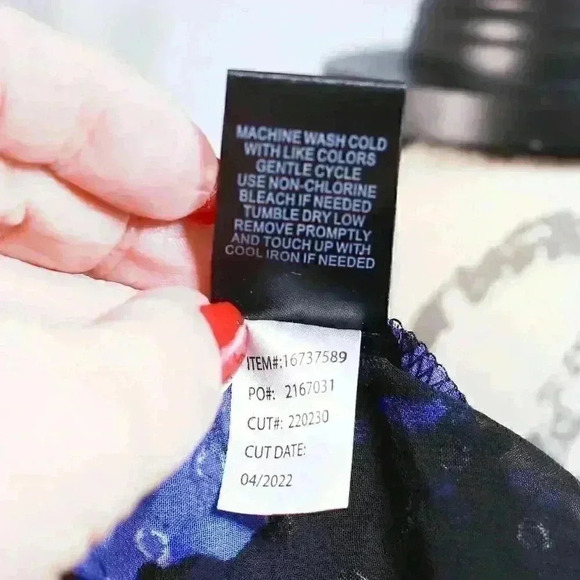 MACHINE WASH COLD
WITH LIKE COLORS
GENTLE CYCLE
USE NON-CHLORINE
BLEACH IF NEEDED
TUMBLE DRY LOW
REMOVE PROMPTLY
AND TOUCH UP WITH
COOL IRON IF NEEDED
ITEM#:16737589
PO#: 2167031
CUT#: 220230
CUT DATE:
04/2022